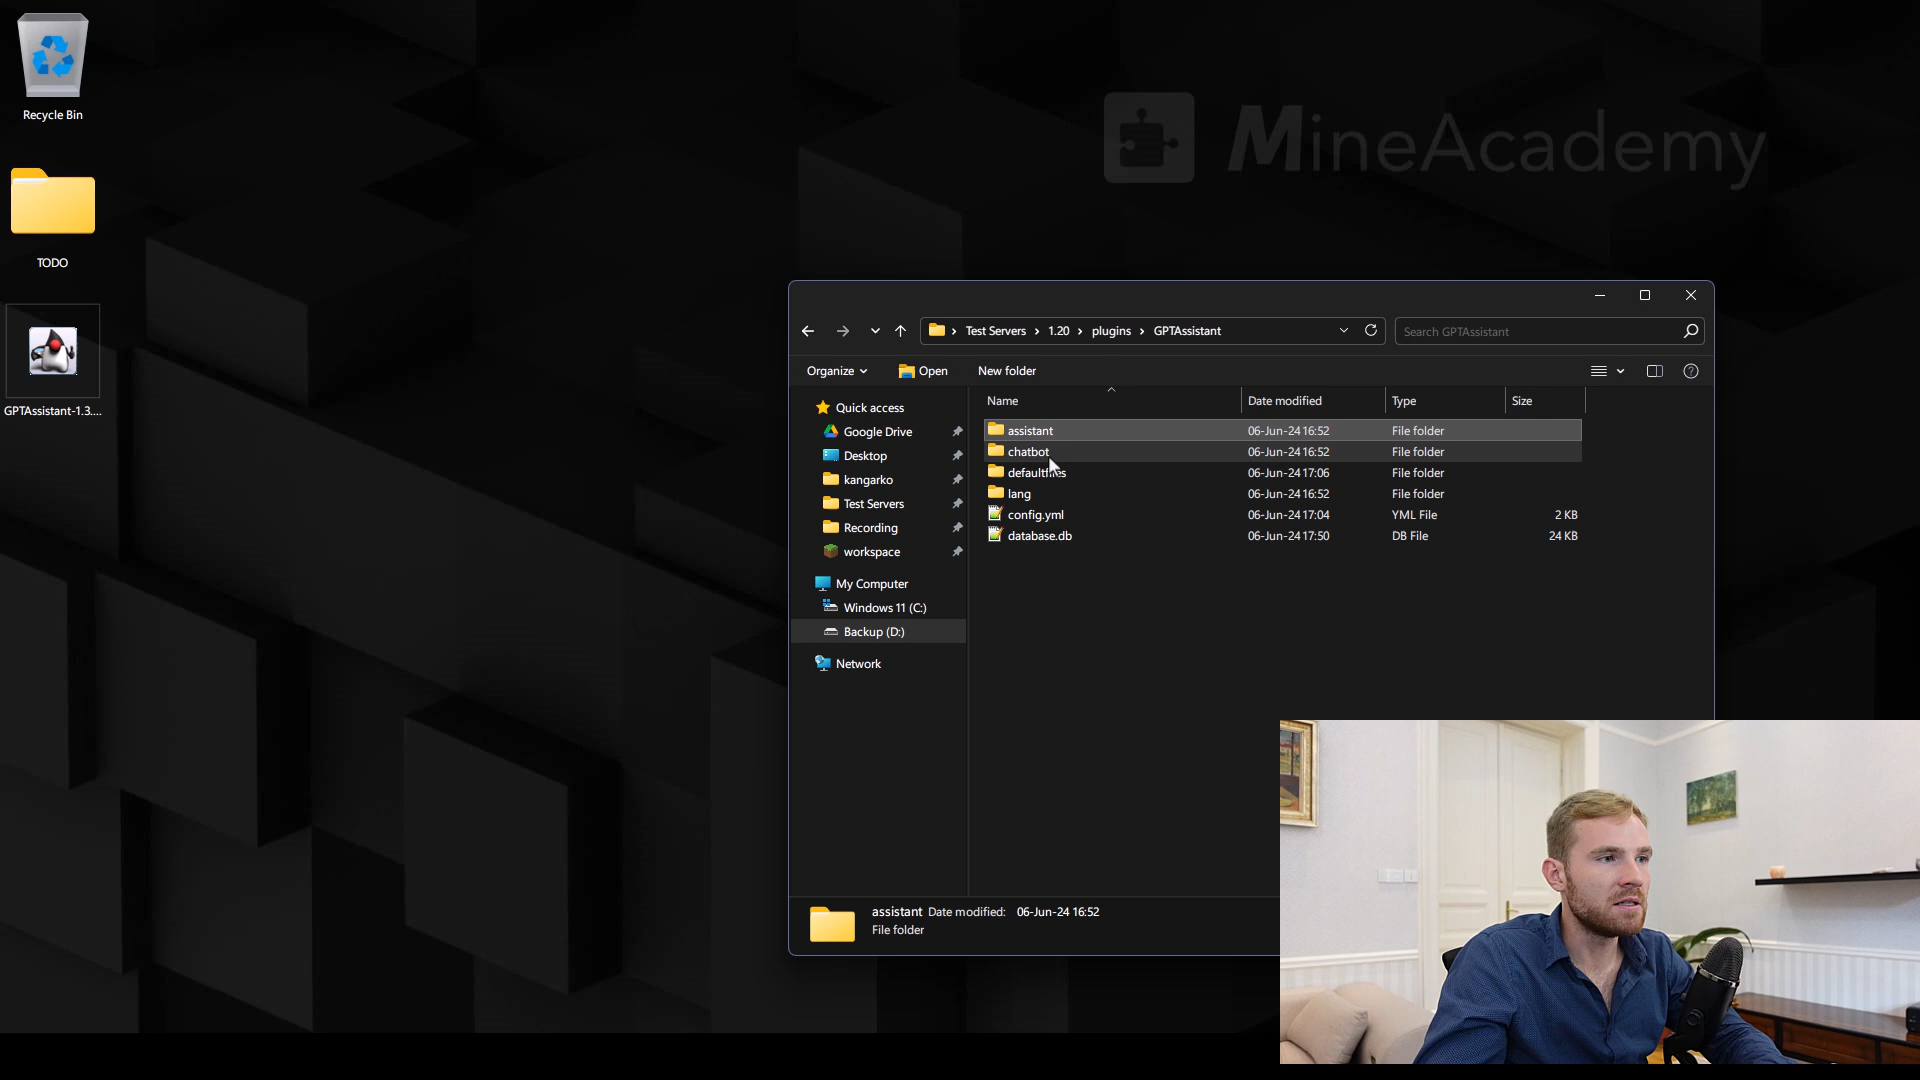 Recycle Bin
TODO
GPTAssistant-1.3....
MineAcademy
Test Servers
1.20
plugins
GPTAssistant
Search GPTAssistant
Organize
Open
New folder
Quick access
Google Drive
Desktop
kangarko
Test Servers
Recording
workspace
My Computer
Windows 11 (C:)
Backup (D:)
Network
Name Date modified Type Size
assistant 06-Jun-24 16:52 File folder
chatbot 06-Jun-24 16:52 File folder
defaultfiles 06-Jun-24 17:06 File folder
lang 06-Jun-24 16:52 File folder
config.yml 06-Jun-24 17:04 YML File 2 KB
database.db 06-Jun-24 17:50 DB File 24 KB
assistant Date modified: 06-Jun-24 16:52
File folder